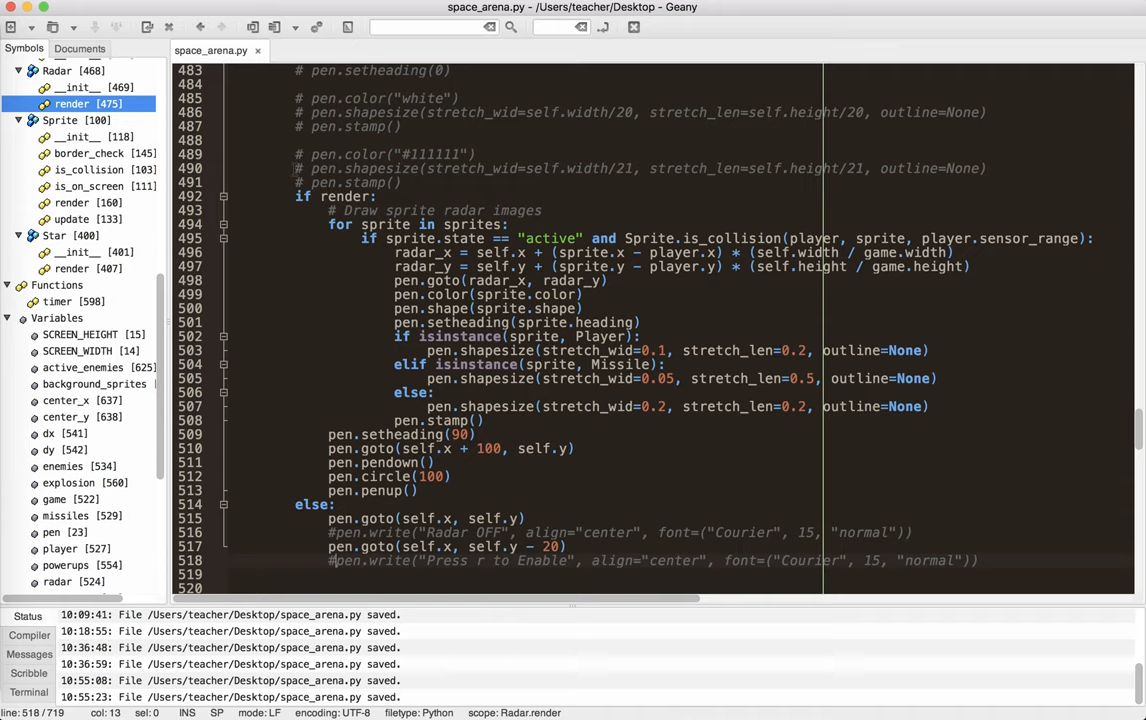 space_arena.py - /Users/teacher/Desktop - Geany
Symbols
Documents
space_arena.py ×
Radar [468]
__init__ [469]
render [475]
Sprite [100]
__init__ [118]
border_check [145]
is_collision [103]
is_on_screen [111]
render [160]
update [133]
Star [400]
__init__ [401]
render [407]
Functions
timer [598]
Variables
SCREEN_HEIGHT [15]
SCREEN_WIDTH [14]
active_enemies [625]
background_sprites
center_x [637]
center_y [638]
dx [541]
dy [542]
enemies [534]
explosion [560]
game [522]
missiles [529]
pen [23]
player [527]
powerups [554]
radar [524]
483 # pen.setheading(0)
484
485 # pen.color("white")
486 # pen.shapesize(stretch_wid=self.width/20, stretch_len=self.height/20, outline=None)
487 # pen.stamp()
488
489 # pen.color("#111111")
490 # pen.shapesize(stretch_wid=self.width/21, stretch_len=self.height/21, outline=None)
491 # pen.stamp()
492 if render:
493 # Draw sprite radar images
494 for sprite in sprites:
495 if sprite.state == "active" and Sprite.is_collision(player, sprite, player.sensor_range):
496 radar_x = self.x + (sprite.x - player.x) * (self.width / game.width)
497 radar_y = self.y + (sprite.y - player.y) * (self.height / game.height)
498 pen.goto(radar_x, radar_y)
499 pen.color(sprite.color)
500 pen.shape(sprite.shape)
501 pen.setheading(sprite.heading)
502 if isinstance(sprite, Player):
503 pen.shapesize(stretch_wid=0.1, stretch_len=0.2, outline=None)
504 elif isinstance(sprite, Missile):
505 pen.shapesize(stretch_wid=0.05, stretch_len=0.5, outline=None)
506 else:
507 pen.shapesize(stretch_wid=0.2, stretch_len=0.2, outline=None)
508 pen.stamp()
509 pen.setheading(90)
510 pen.goto(self.x + 100, self.y)
511 pen.pendown()
512 pen.circle(100)
513 pen.penup()
514 else:
515 pen.goto(self.x, self.y)
516 #pen.write("Radar OFF", align="center", font=("Courier", 15, "normal"))
517 pen.goto(self.x, self.y - 20)
518 #pen.write("Press r to Enable", align="center", font=("Courier", 15, "normal"))
519
520
Status
Compiler
Messages
Scribble
Terminal
10:09:41: File /Users/teacher/Desktop/space_arena.py saved.
10:18:55: File /Users/teacher/Desktop/space_arena.py saved.
10:36:48: File /Users/teacher/Desktop/space_arena.py saved.
10:36:59: File /Users/teacher/Desktop/space_arena.py saved.
10:55:08: File /Users/teacher/Desktop/space_arena.py saved.
10:55:23: File /Users/teacher/Desktop/space_arena.py saved.
line: 518 / 719 col: 13 sel: 0 INS SP mode: LF encoding: UTF-8 filetype: Python scope: Radar.render